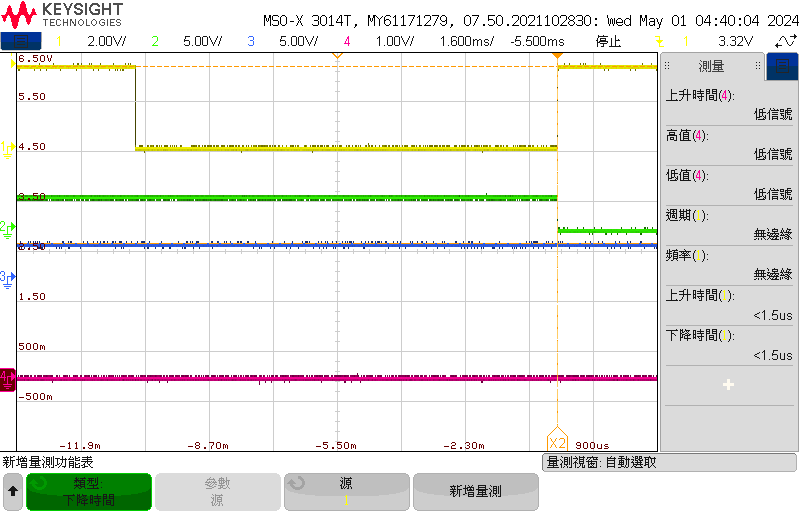 KEYSIGHT
TECHNOLOGIES
MSO-X 3014T, MY61171279, 07.50.2021102830: Wed May 01 04:40:04 2024
1 2.00V/ 2 5.00V/ 3 5.00V/ 4 1.00V/ 1.600ms/ -5.500ms 停止 1 3.32V
6.50V
5.50
4.50
3.50
1.50
500m
-500m
1
2
3
4
-11.9m -8.70m -5.50m -2.30m X2 900us
測量
上升時間(4):
低信號
高值(4):
低信號
低值(4):
低信號
週期(1):
無邊緣
頻率(1):
無邊緣
上升時間(1):
<1.5us
下降時間(1):
<1.5us
新增量測功能表
量測視窗: 自動選取
類型:
下降時間
參數
源
源
1
新增量測